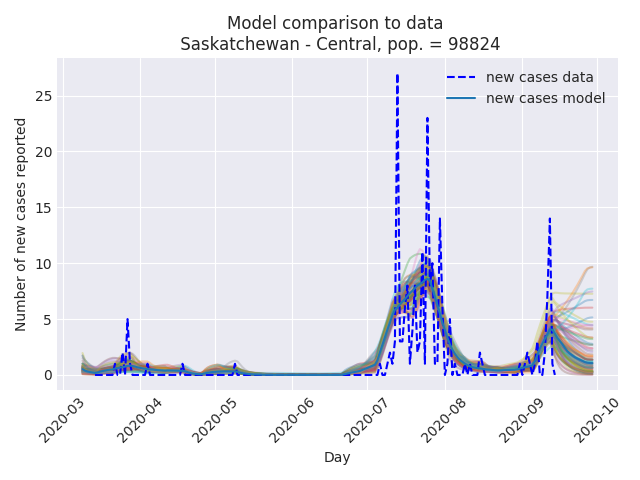 Model comparison to data
Saskatchewan - Central, pop. = 98824
new cases data
new cases model
Number of new cases reported
25
20
15
10
5
0
2020-03
2020-04
2020-05
2020-06
2020-07
2020-08
2020-09
2020-10
Day